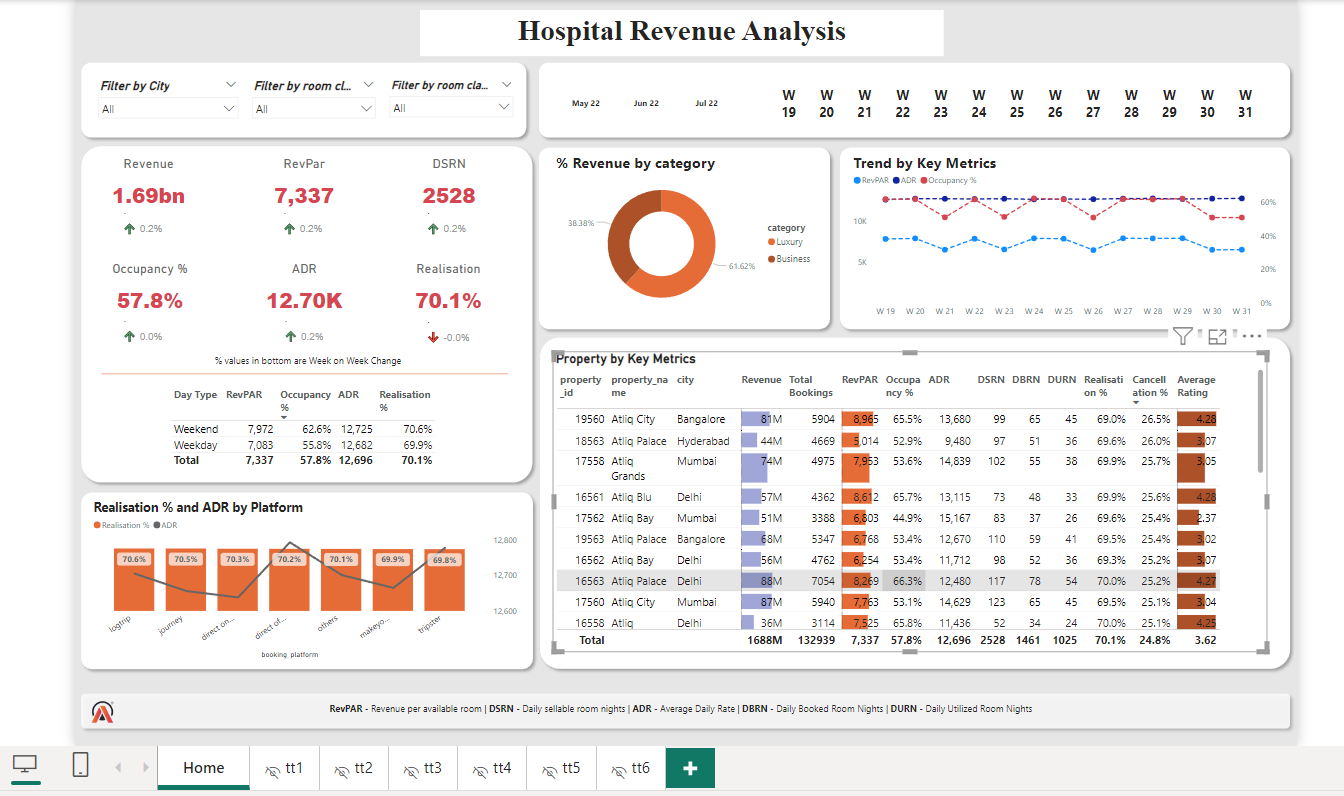 Hospital Revenue Analysis
Filter by City
All
Filter by room cl...
All
Filter by room cla...
All
May 22 Jun 22 Jul 22
W 19 W 20 W 21 W 22 W 23 W 24 W 25 W 26 W 27 W 28 W 29 W 30 W 31
Revenue RevPar DSRN
1.69bn 7,337 2528
0.2% 0.2% 0.2%
Occupancy % ADR Realisation
57.8% 12.70K 70.1%
0.0% 0.2% -0.0%
% values in bottom are Week on Week Change
Day Type RevPAR Occupancy % ADR Realisation %
Weekend 7,972 62.6% 12,725 70.6%
Weekday 7,083 55.8% 12,682 69.9%
Total 7,337 57.8% 12,696 70.1%
% Revenue by category
38.38%
61.62%
category
Luxury
Business
Trend by Key Metrics
RevPAR ADR Occupancy %
10K
5K
60%
40%
20%
0%
W 19 W 20 W 21 W 22 W 23 W 24 W 25 W 26 W 27 W 28 W 29 W 30 W 31
Realisation % and ADR by Platform
Realisation % ADR
70.6% 70.5% 70.3% 70.2% 70.1% 69.9% 69.8%
12,800
12,700
12,600
logtrip journey direct on... direct of... others makeyo... tripster
booking_platform
Property by Key Metrics
property_id property_name city Revenue Total Bookings RevPAR Occupancy % ADR DSRN DBRN DURN Realisation % Cancellation % Average Rating
19560 Atliq City Bangalore 81M 5904 8,965 65.5% 13,680 99 65 45 69.0% 26.5% 4.28
18563 Atliq Palace Hyderabad 44M 4669 5,014 52.9% 9,480 97 51 36 69.6% 26.0% 3.07
17558 Atliq Grands Mumbai 74M 4975 7,953 53.6% 14,839 102 55 38 69.9% 25.7% 3.05
16561 Atliq Blu Delhi 57M 4362 8,612 65.7% 13,115 73 48 33 69.9% 25.6% 4.28
17562 Atliq Bay Mumbai 51M 3388 6,803 44.9% 15,167 83 37 26 69.6% 25.4% 2.37
19563 Atliq Palace Bangalore 68M 5347 6,768 53.4% 12,670 110 59 41 69.5% 25.4% 3.02
16562 Atliq Bay Delhi 56M 4762 6,254 53.4% 11,712 98 52 36 69.3% 25.2% 3.07
16563 Atliq Palace Delhi 88M 7054 8,269 66.3% 12,480 117 78 54 70.0% 25.2% 4.27
17560 Atliq City Mumbai 87M 5940 7,763 53.1% 14,629 123 65 45 69.5% 25.1% 3.04
16558 Atliq Delhi 36M 3114 7,525 65.8% 11,436 52 34 24 70.0% 25.1% 4.25
Total 1688M 132939 7,337 57.8% 12,696 2528 1461 1025 70.1% 24.8% 3.62
RevPAR - Revenue per available room | DSRN - Daily sellable room nights | ADR - Average Daily Rate | DBRN - Daily Booked Room Nights | DURN - Daily Utilized Room Nights
Home tt1 tt2 tt3 tt4 tt5 tt6